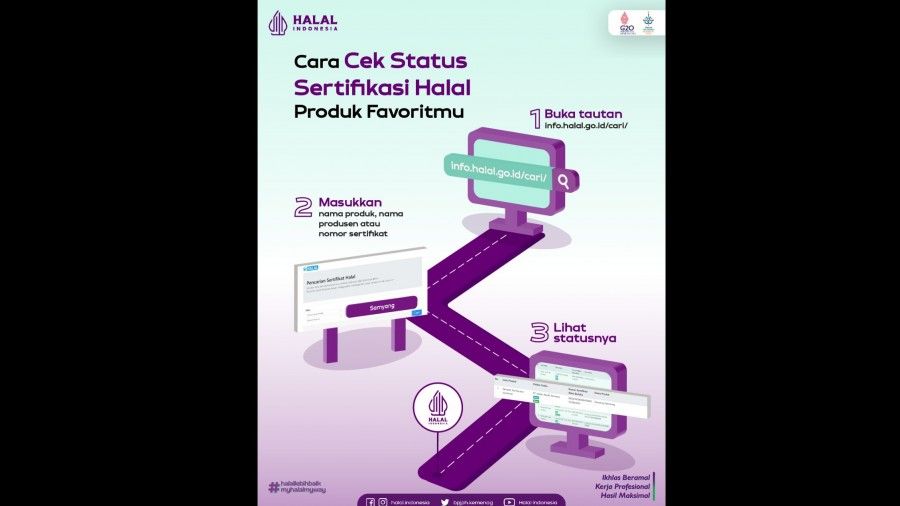 HALAL
INDONESIA
G20
Cara Cek Status
Sertifikasi Halal
Produk Favoritmu
1 Buka tautan
info.halal.go.id/cari/
info.halal.go.id/cari/
2 Masukkan
nama produk, nama
produsen atau
nomor sertifikat
HALAL
Pencarian Sertifikat Halal
Samyang
3 Lihat
statusnya
HALAL
INDONESIA
#halallebihbaik
myhalalmyway
Ikhlas Beramal
Kerja Profesional
Hasil Maksimal
halal.indonesia
bpjph.kemenag
Halal Indonesia